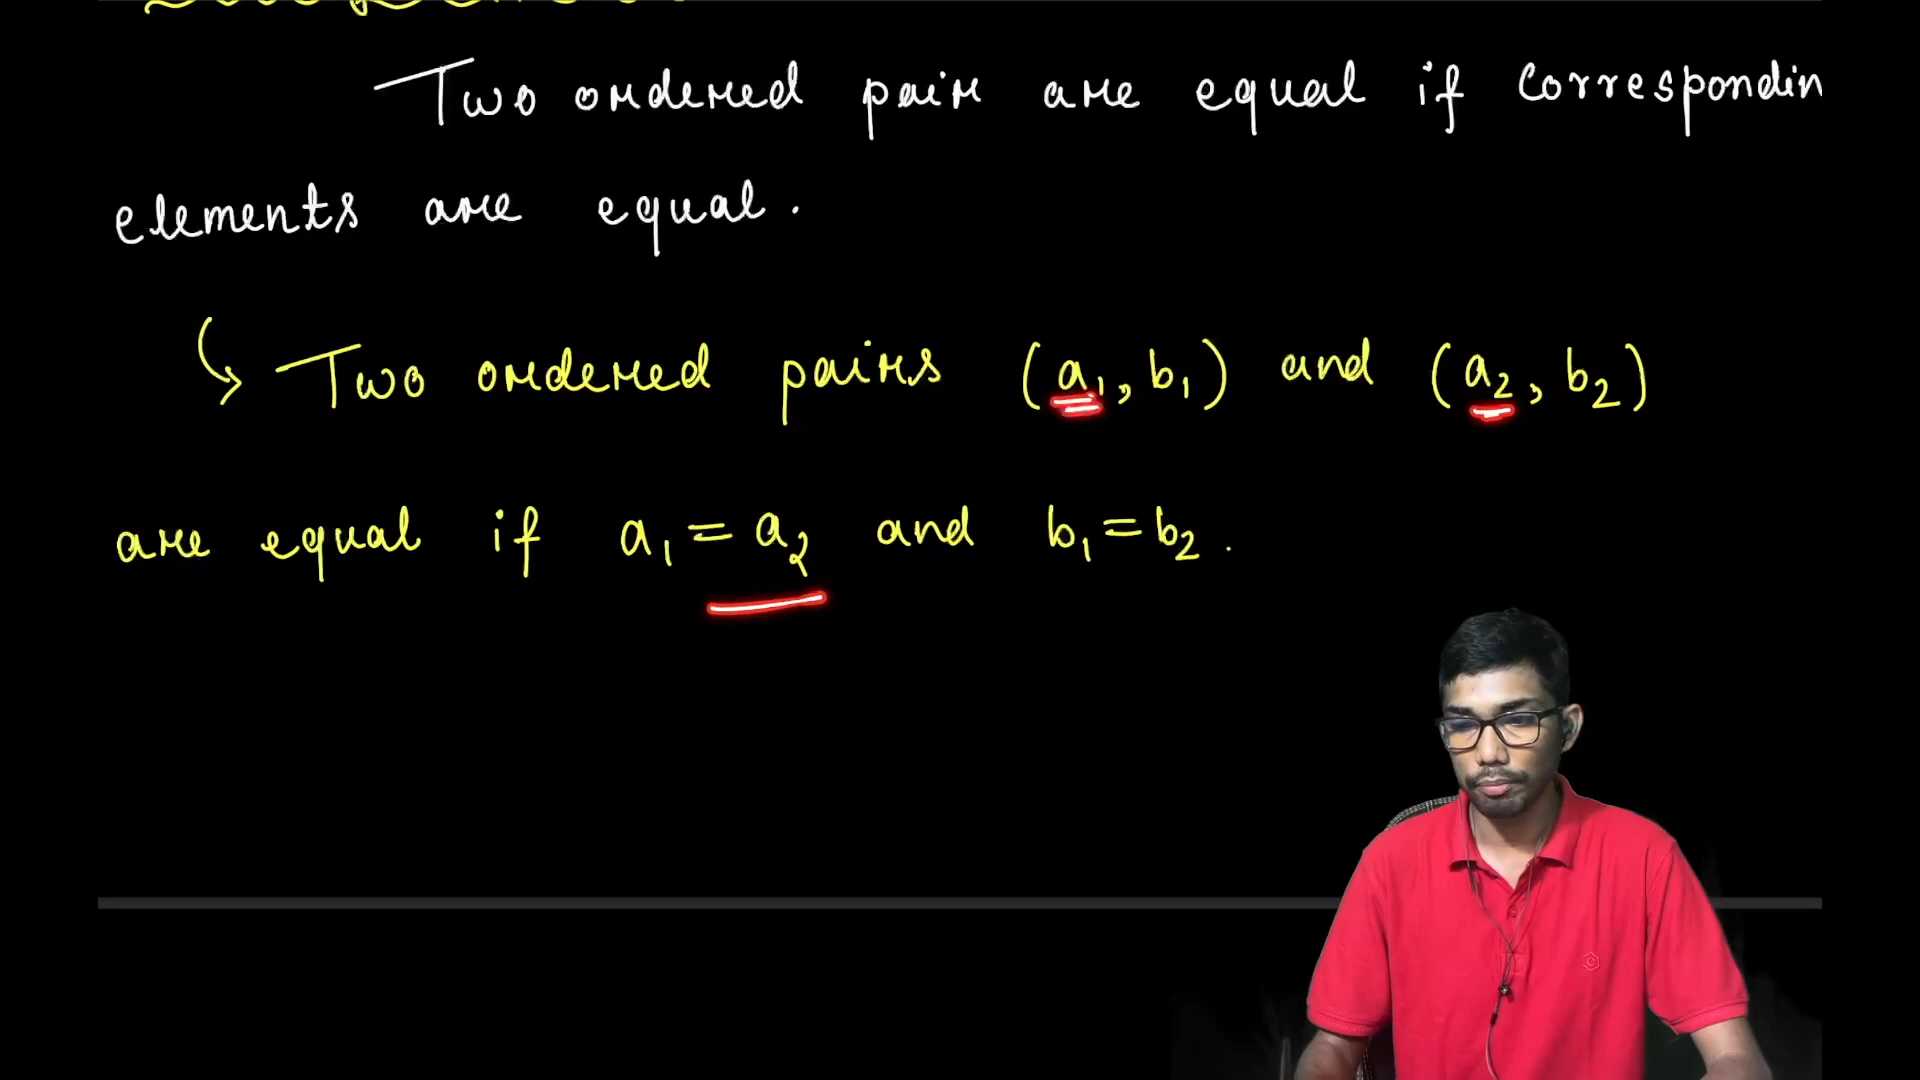 Two ordered pair are equal if correspondin
elements are equal.
Two ordered pairs (a₁, b₁) and (a₂, b₂)
are equal if a₁ = a₂ and b₁ = b₂.